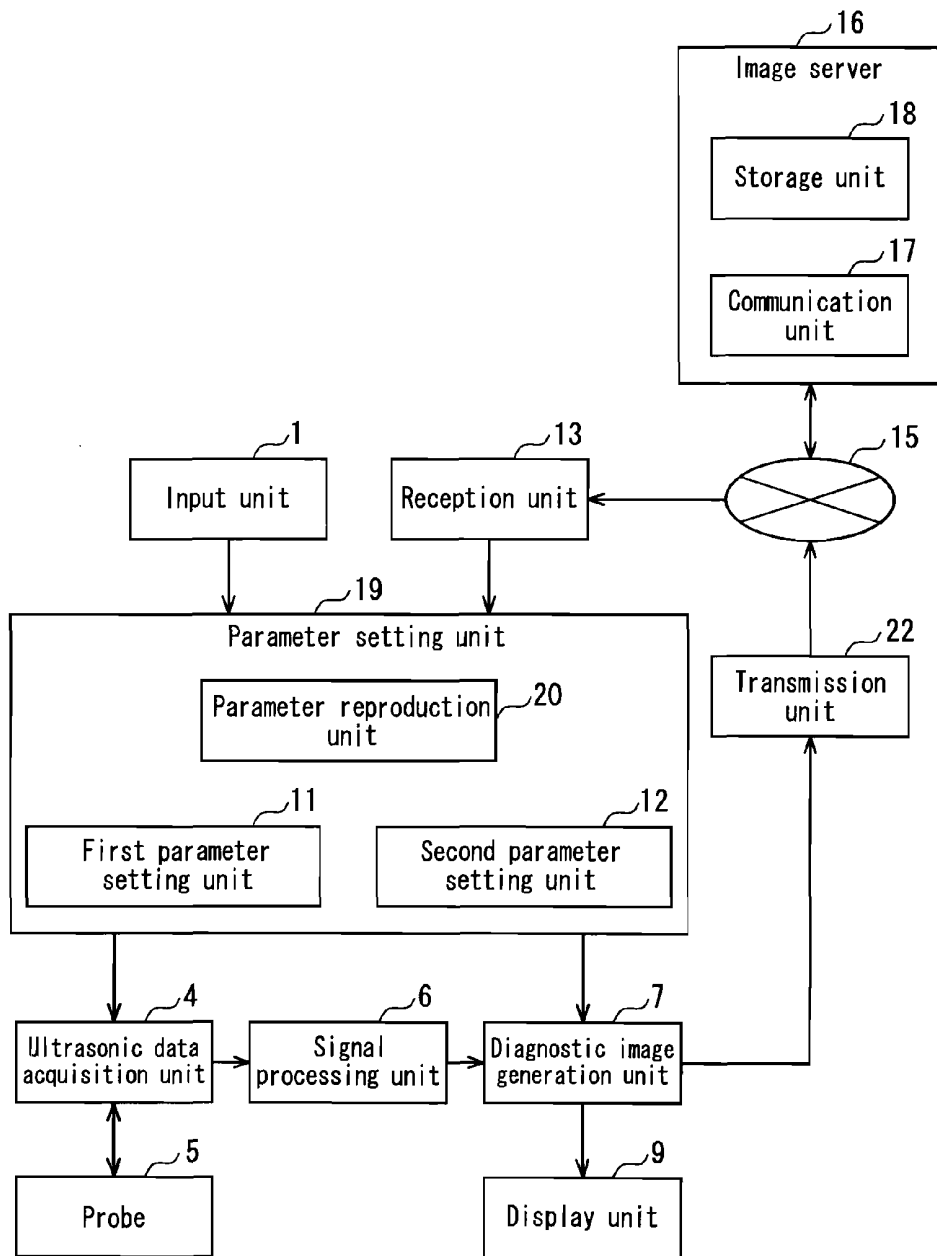 16
Image server
18
Storage unit
17
Communication
unit
1
Input unit
13
Reception unit
15
19
Parameter setting unit
Parameter reproduction
unit
20
22
Transmission
unit
11
First parameter
setting unit
12
Second parameter
setting unit
4
Ultrasonic data
acquisition unit
6
Signal
processing unit
7
Diagnostic image
generation unit
5
Probe
9
Display unit